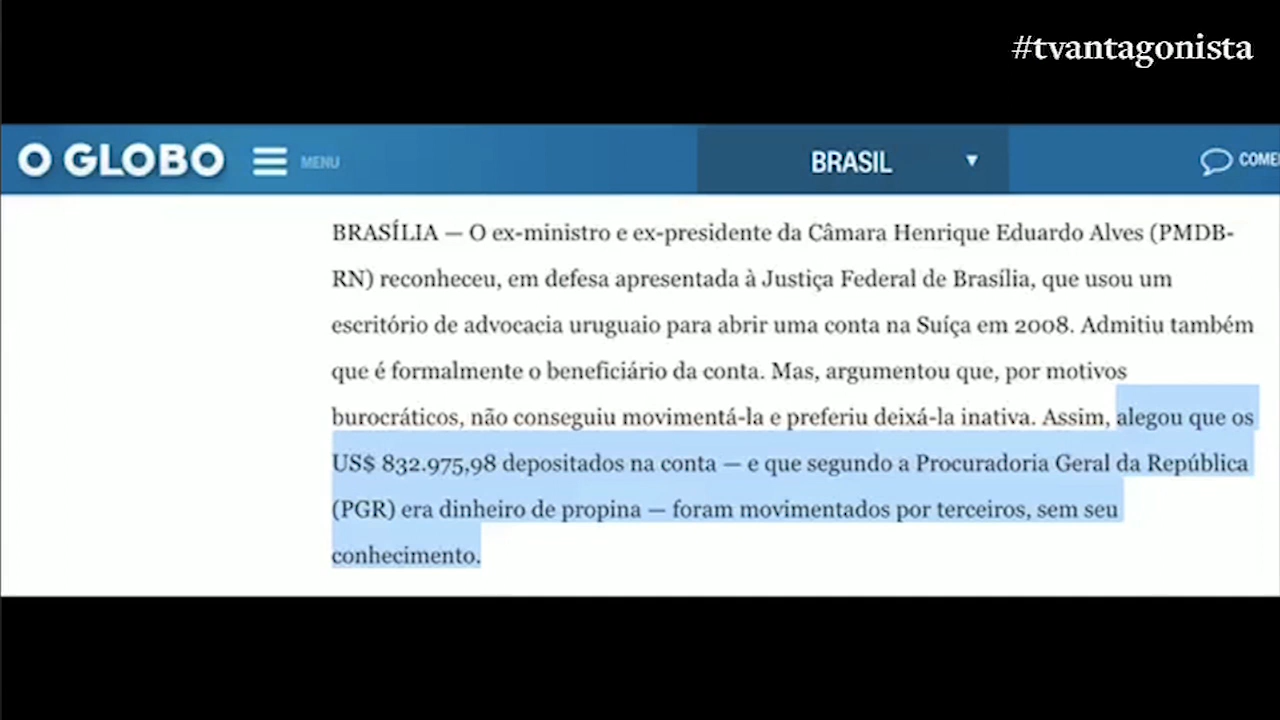 #tvantagonista
O GLOBO MENU BRASIL COME
BRASÍLIA — O ex-ministro e ex-presidente da Câmara Henrique Eduardo Alves (PMDB-
RN) reconheceu, em defesa apresentada à Justiça Federal de Brasília, que usou um
escritório de advocacia uruguaio para abrir uma conta na Suíça em 2008. Admitiu também
que é formalmente o beneficiário da conta. Mas, argumentou que, por motivos
burocráticos, não conseguiu movimentá-la e preferiu deixá-la inativa. Assim, alegou que os
US$ 832.975,98 depositados na conta — e que segundo a Procuradoria Geral da República
(PGR) era dinheiro de propina — foram movimentados por terceiros, sem seu
conhecimento.